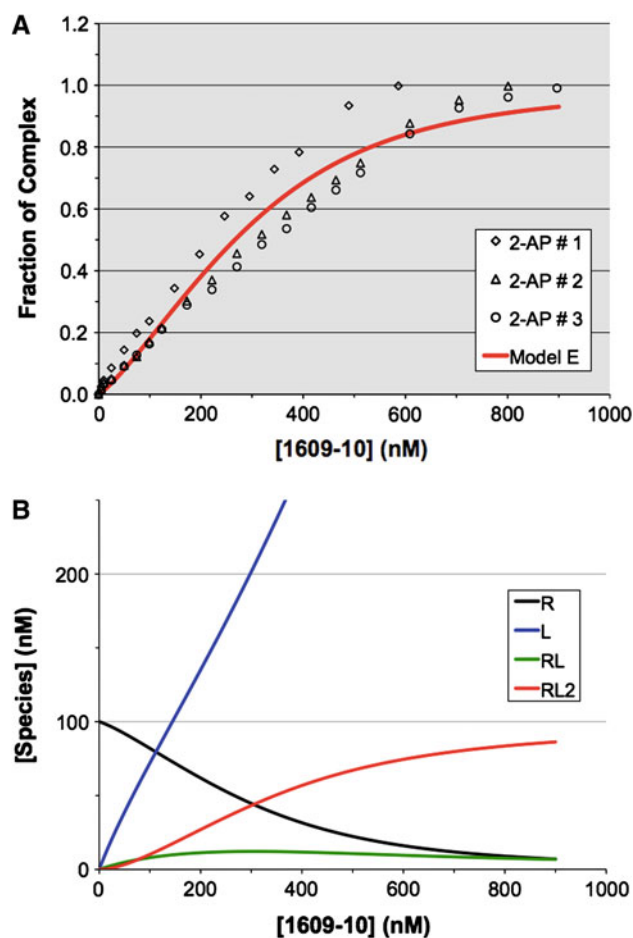 A
1.2
1.0
0.8
0.6
0.4
0.2
0.0
Fraction of Complex
2-AP # 1
2-AP # 2
2-AP # 3
Model E
0
200
400
600
800
1000
[1609-10] (nM)
B
200
100
0
[Species] (nM)
R
L
RL
RL2
0
200
400
600
800
1000
[1609-10] (nM)